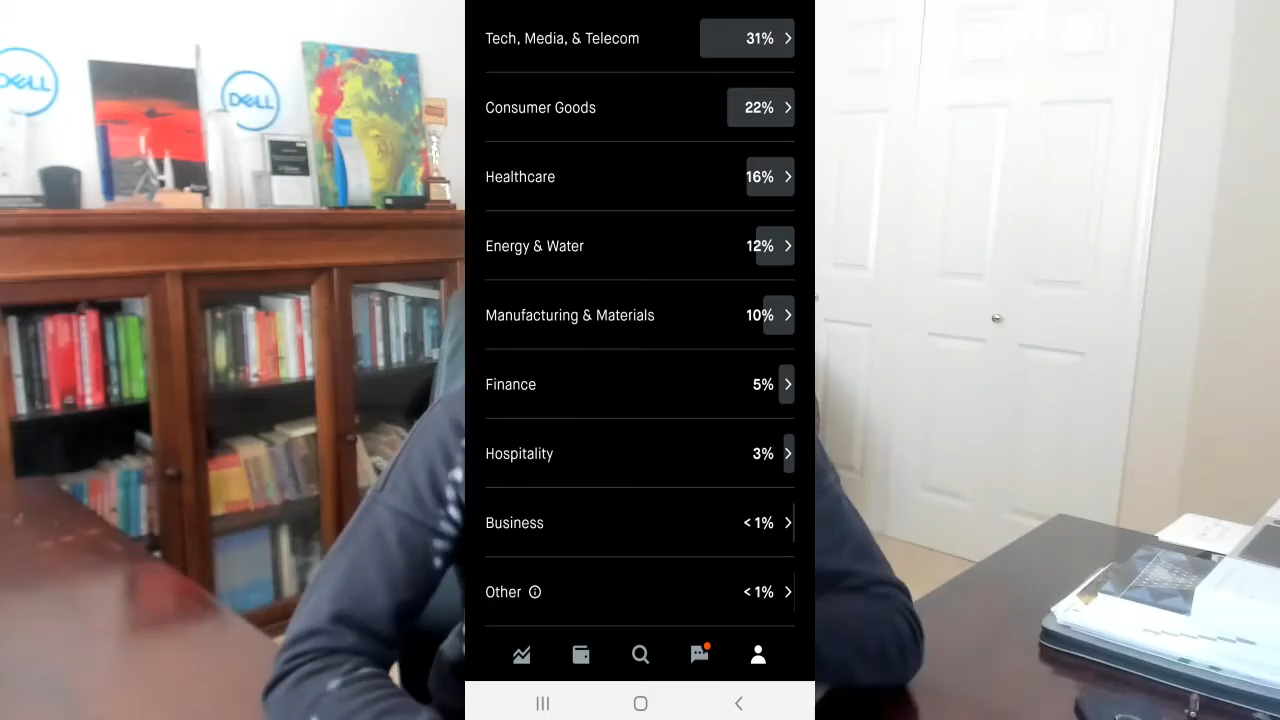 DELL
DELL
Tech, Media, & Telecom 31%
Consumer Goods 22%
Healthcare 16%
Energy & Water 12%
Manufacturing & Materials 10%
Finance 5%
Hospitality 3%
Business < 1%
Other < 1%